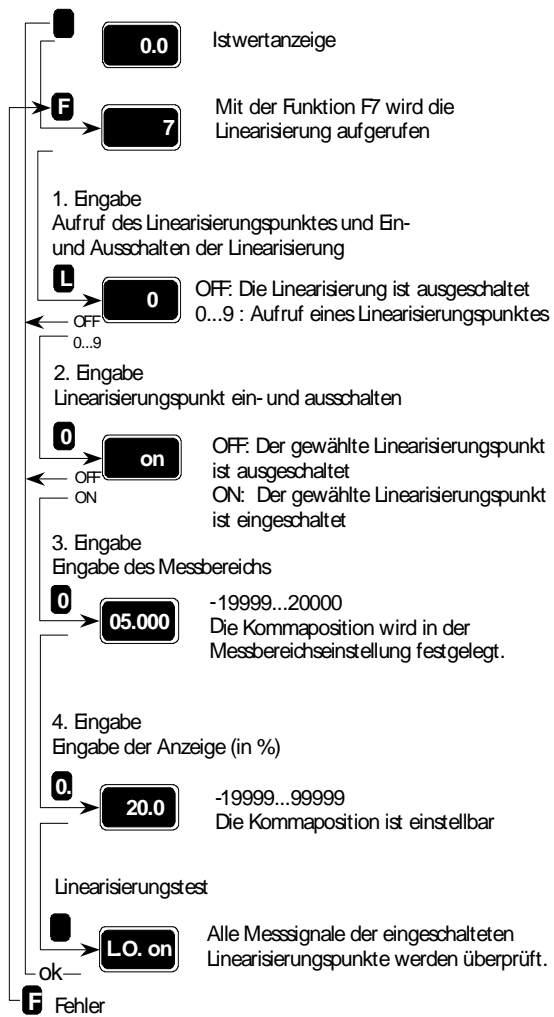 0.0 Istwertanzeige
F Mit der Funktion F7 wird die
7 Linearisierung aufgerufen
1. Eingabe
Aufruf des Linearisierungspunktes und Ein-
und Ausschalten der Linearisierung
L OFF: Die Linearisierung ist ausgeschaltet
0 0...9 : Aufruf eines Linearisierungspunktes
OFF
0...9
2. Eingabe
Linearisierungspunkt ein- und ausschalten
0 OFF: Der gewählte Linearisierungspunkt
on ist ausgeschaltet
OFF ON: Der gewählte Linearisierungspunkt
ON ist eingeschaltet
3. Eingabe
Eingabe des Messbereichs
0 -19999...20000
05.000 Die Kommaposition wird in der
Messbereichseinstellung festgelegt.
4. Eingabe
Eingabe der Anzeige (in %)
0. -19999...99999
20.0 Die Kommaposition ist einstellbar
Linearisierungstest
L.O. on Alle Messsignale der eingeschalteten
Linearisierungspunkte werden überprüft.
ok
F Fehler